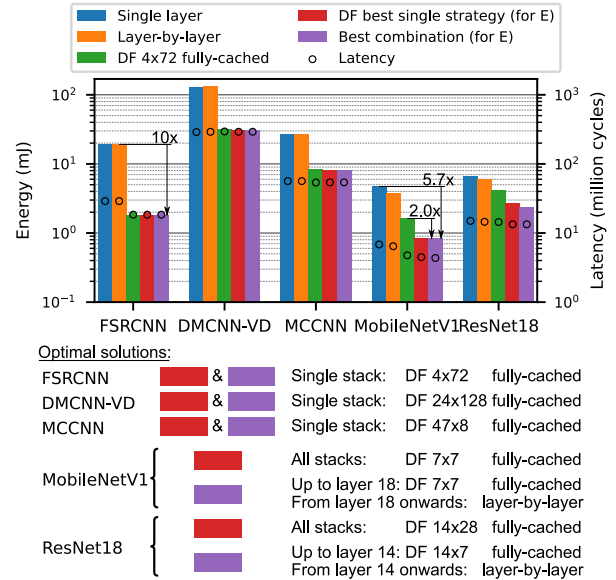 Single layer
Layer-by-layer
DF 4x72 fully-cached
DF best single strategy (for E)
Best combination (for E)
Latency
Energy (mJ)
10²
10¹
10⁰
10⁻¹
10x
5.7x
2.0x
10³
10²
10¹
10⁰
Latency (million cycles)
FSRCNN DMCNN-VD MCCNN MobileNetV1 ResNet18
Optimal solutions:
FSRCNN & Single stack: DF 4x72 fully-cached
DMCNN-VD & Single stack: DF 24x128 fully-cached
MCCNN & Single stack: DF 47x8 fully-cached
MobileNetV1
All stacks: DF 7x7 fully-cached
Up to layer 18: DF 7x7 fully-cached
From layer 18 onwards: layer-by-layer
ResNet18
All stacks: DF 14x28 fully-cached
Up to layer 14: DF 14x7 fully-cached
From layer 14 onwards: layer-by-layer